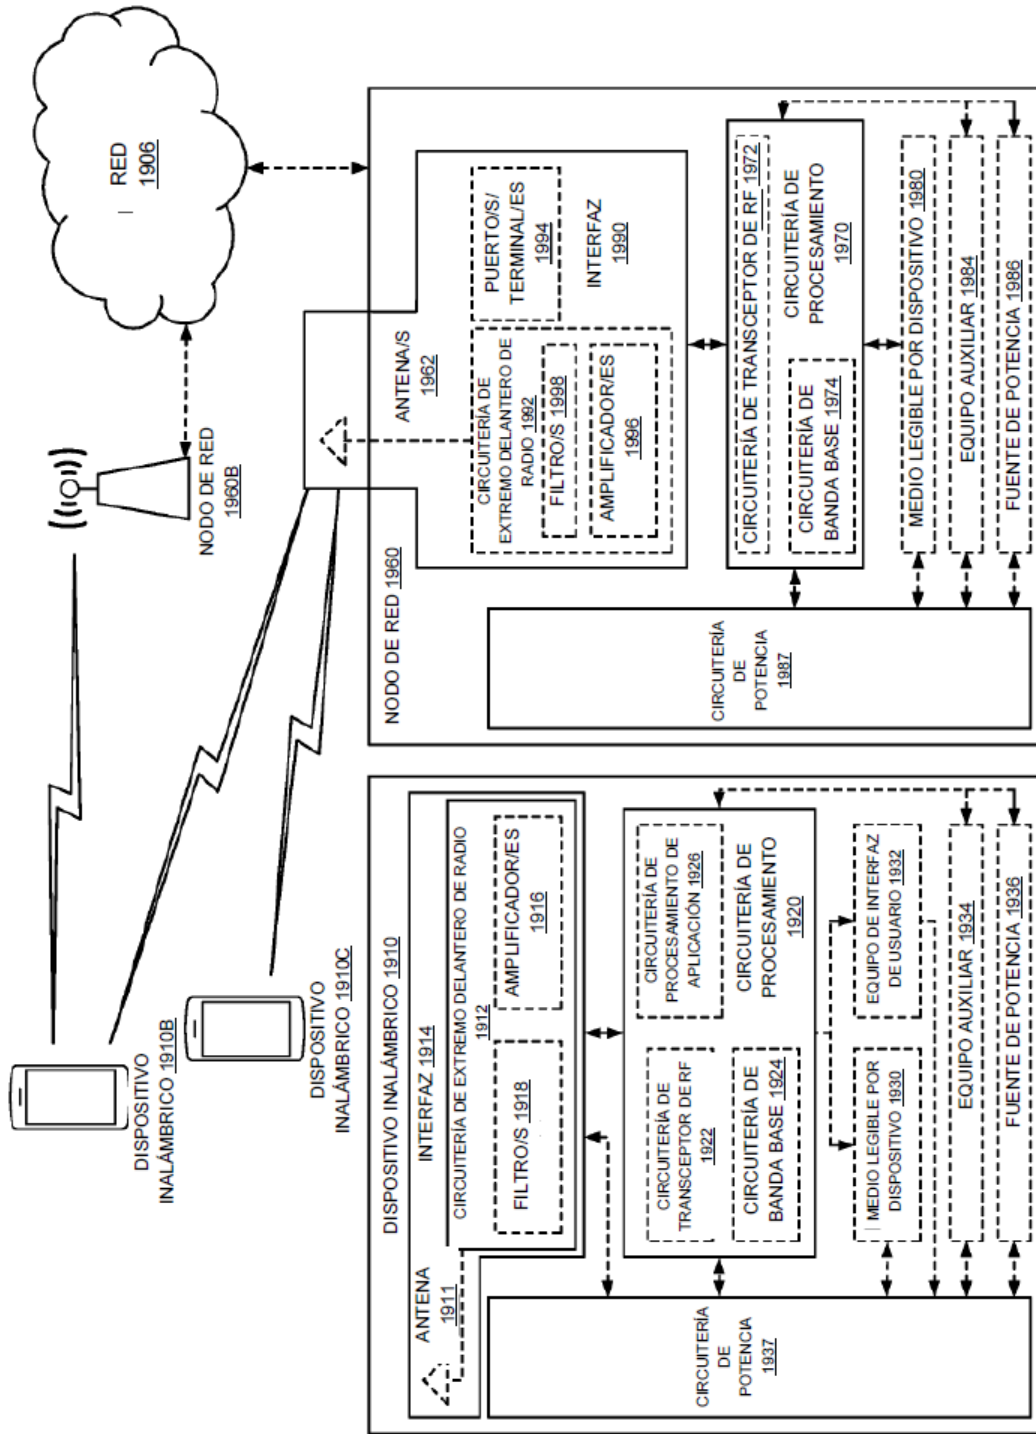 RED
1906
NODO DE RED
1960B
DISPOSITIVO
INALÁMBRICO 1910B
DISPOSITIVO
INALÁMBRICO 1910C
DISPOSITIVO INALÁMBRICO 1910
ANTENA
1911
INTERFAZ 1914
CIRCUITERÍA DE EXTREMO DELANTERO DE RADIO
1912
FILTRO/S 1918
AMPLIFICADOR/ES
1916
CIRCUITERÍA DE
TRANSCEPTOR DE RF
1922
CIRCUITERÍA DE
PROCESAMIENTO DE
APLICACIÓN 1926
CIRCUITERÍA DE
BANDA BASE 1924
CIRCUITERÍA DE
PROCESAMIENTO
1920
MEDIO LEGIBLE POR
DISPOSITIVO 1930
EQUIPO DE INTERFAZ
DE USUARIO 1932
EQUIPO AUXILIAR 1934
FUENTE DE POTENCIA 1936
CIRCUITERÍA
DE
POTENCIA
1937
NODO DE RED 1960
ANTENA/S
1962
CIRCUITERÍA DE
EXTREMO DELANTERO DE
RADIO 1992
FILTRO/S 1998
AMPLIFICADOR/ES
1996
PUERTO/S/
TERMINAL/ES
1994
INTERFAZ
1990
CIRCUITERÍA DE TRANSCEPTOR DE RF 1972
CIRCUITERÍA DE
BANDA BASE 1974
CIRCUITERÍA DE
PROCESAMIENTO
1970
MEDIO LEGIBLE POR DISPOSITIVO 1980
EQUIPO AUXILIAR 1984
FUENTE DE POTENCIA 1986
CIRCUITERÍA
DE
POTENCIA
1987